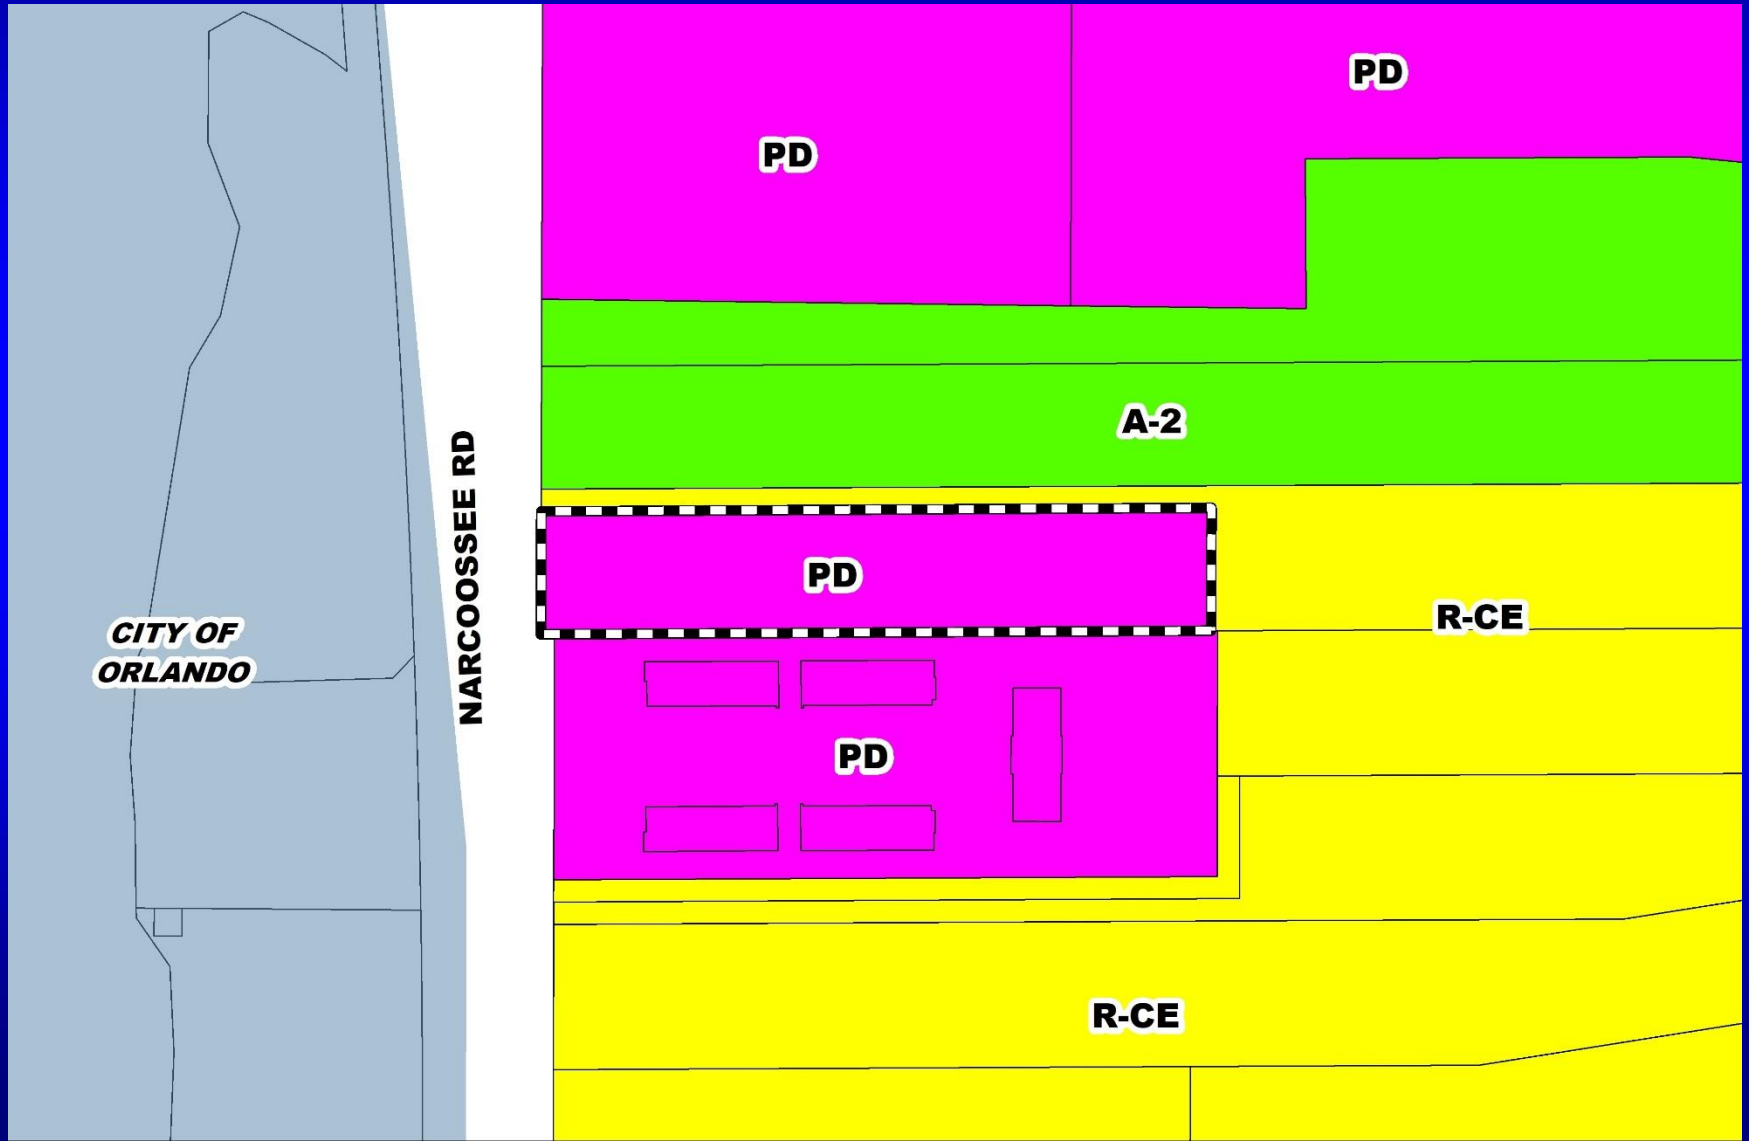 PD
PD
A-2
NARCOOSSEE RD
PD
R-CE
CITY OF
ORLANDO
PD
R-CE